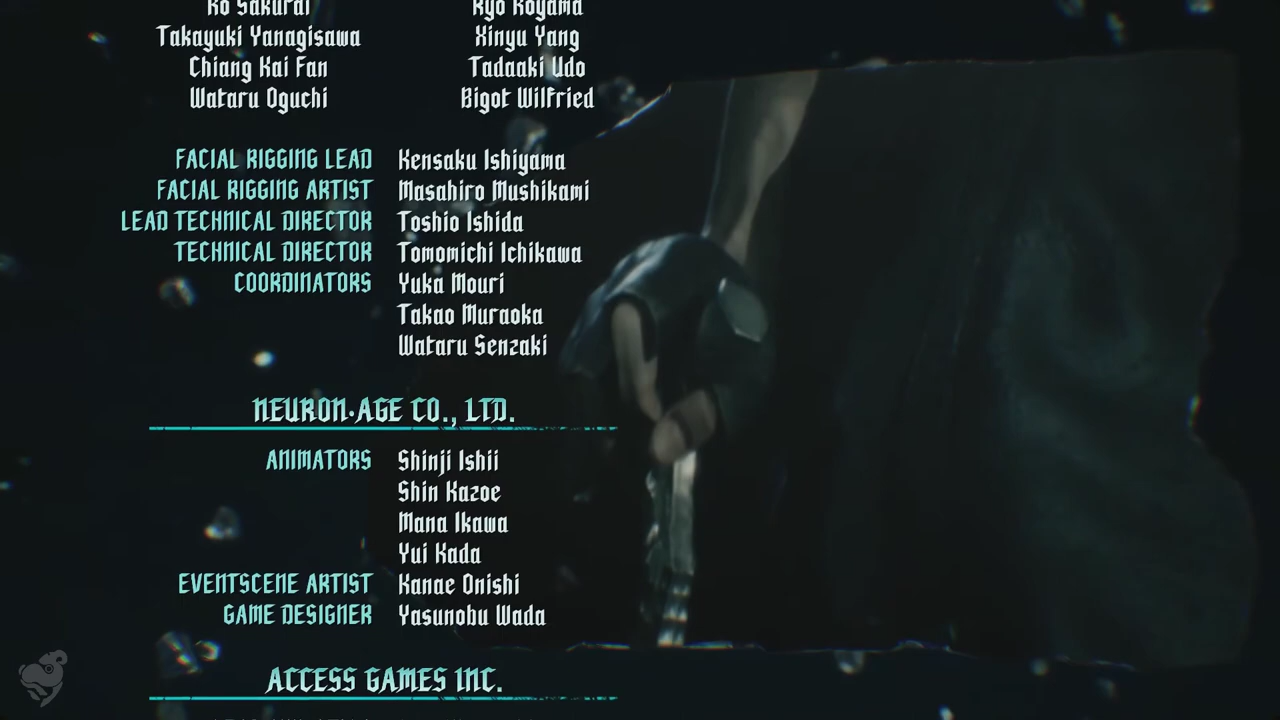 Ko Sakurai Ryo Koyama
Takayuki Yanagisawa Xinyu Yang
Chiang Kai Fan Tadaaki Udo
Wataru Oguchi Bigot Wilfried
FACIAL RIGGING LEAD Kensaku Ishiyama
FACIAL RIGGING ARTIST Masahiro Mushikami
LEAD TECHNICAL DIRECTOR Toshio Ishida
TECHNICAL DIRECTOR Tomomichi Ichikawa
COORDINATORS Yuka Mouri
Takao Muraoka
Wataru Senzaki
NEURON·AGE CO., LTD.
ANIMATORS Shinji Ishii
Shin Kazoe
Mana Ikawa
Yui Kada
EVENTSCENE ARTIST Kanae Onishi
GAME DESIGNER Yasunobu Wada
ACCESS GAMES INC.